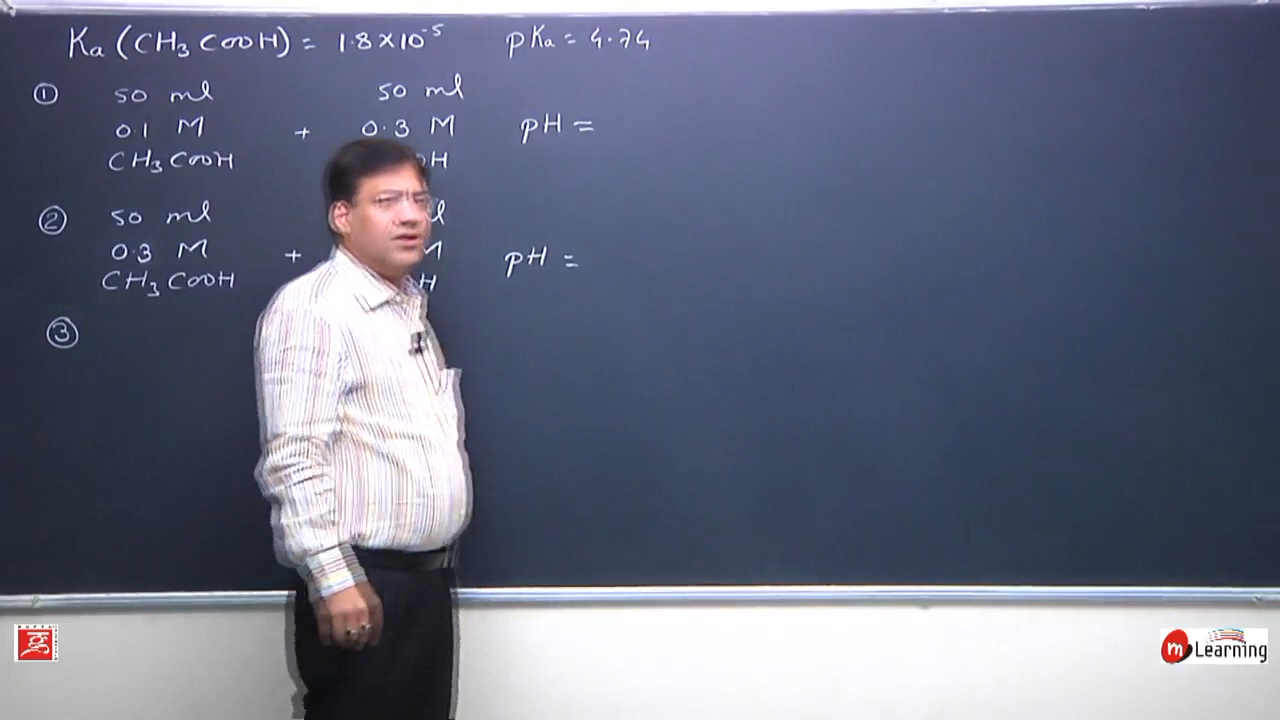 Ka (CH3COOH) = 1.8×10⁻⁵ pKa = 4.74
① 50 ml 50 ml
0.1 M + 0.3 M pH =
CH3COOH
② 50 ml
0.3 M + M pH =
CH3COOH
③
m Learning